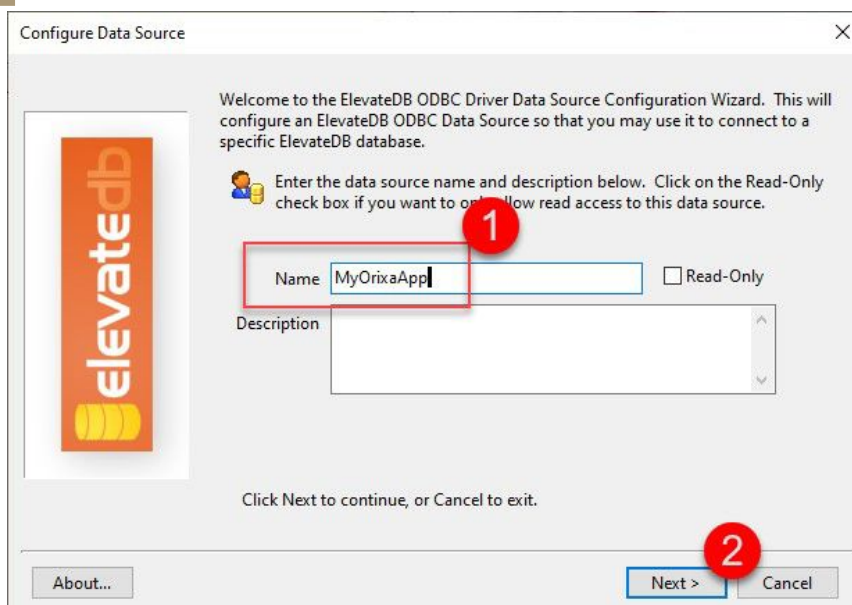 Configure Data Source
Welcome to the ElevateDB ODBC Driver Data Source Configuration Wizard. This will
configure an ElevateDB ODBC Data Source so that you may use it to connect to a
specific ElevateDB database.
Enter the data source name and description below. Click on the Read-Only
check box if you want to only allow read access to this data source.
1
Name MyOrixaApp Read-Only
Description
elevatedb
Click Next to continue, or Cancel to exit.
2
About... Next > Cancel